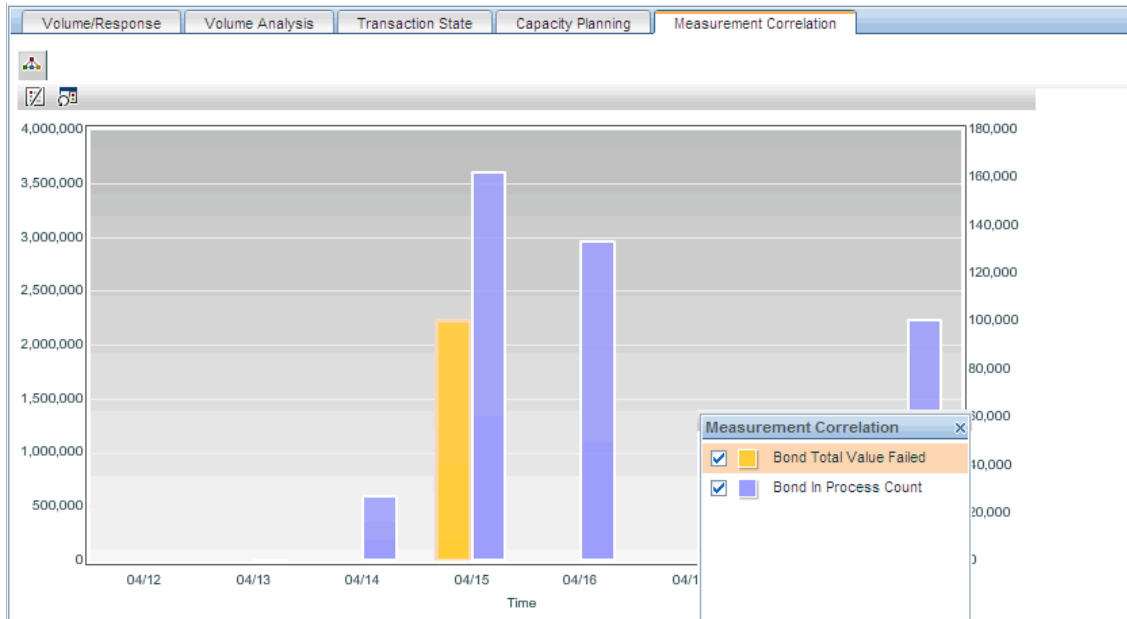 Volume/Response Volume Analysis Transaction State Capacity Planning Measurement Correlation
4,000,000 180,000
3,500,000 160,000
3,000,000 140,000
120,000
2,500,000
100,000
2,000,000
80,000
1,500,000
Measurement Correlation
1,000,000
Bond Total Value Failed
500,000
Bond In Process Count
0
04/12 04/13 04/14 04/15 04/16
Time